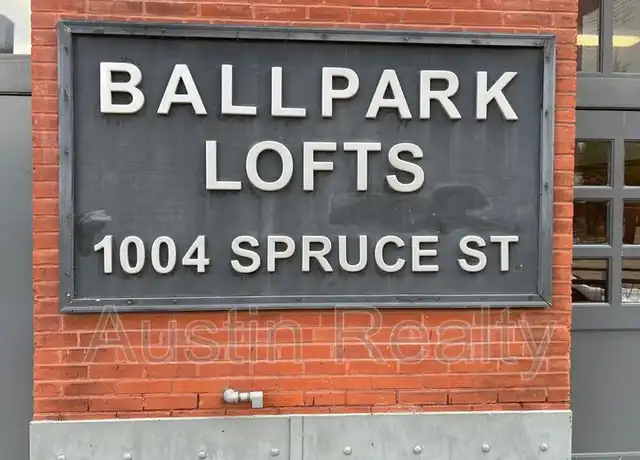 BALLPARK
LOFTS
1004 SPRUCE ST
Austin Realty